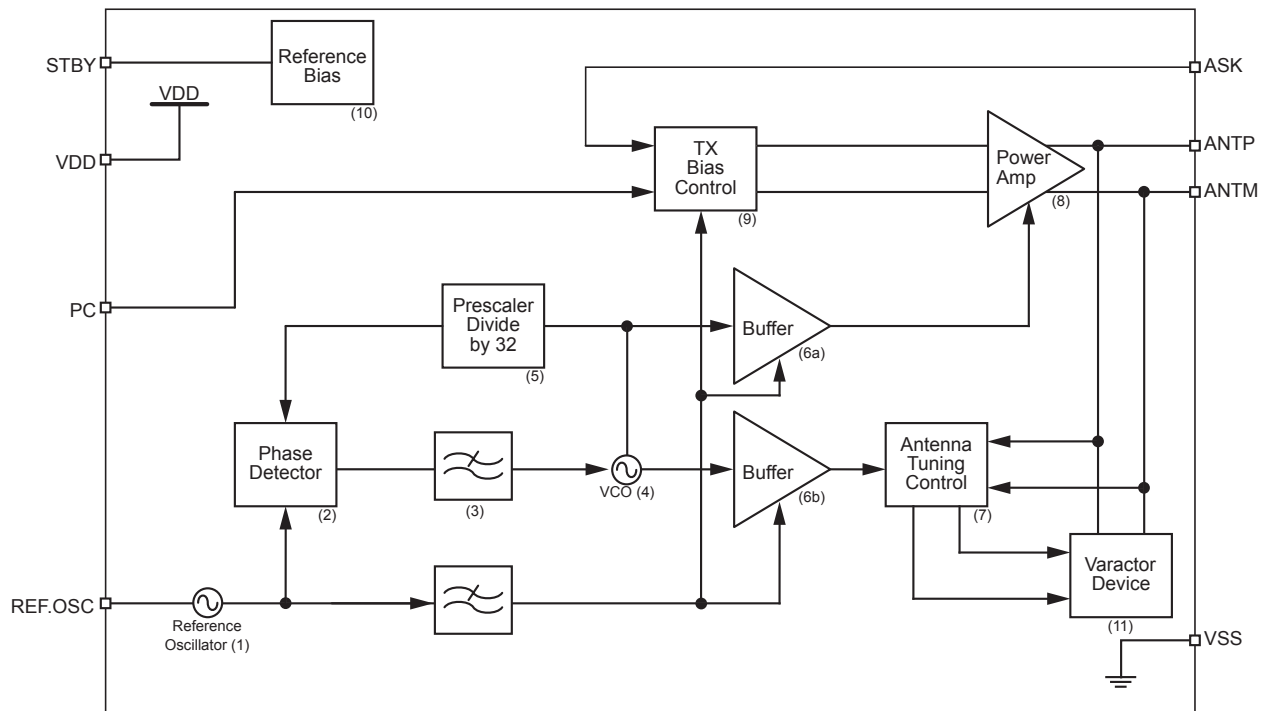 STBY
Reference
Bias
(10)
VDD
VDD
ASK
TX
Bias
Control
(9)
Power
Amp
(8)
ANTP
ANTM
PC
Prescaler
Divide
by 32
(5)
Buffer
(6a)
Phase
Detector
(2)
(3)
VCO (4)
Buffer
(6b)
Antenna
Tuning
Control
(7)
Varactor
Device
(11)
REF.OSC
Reference
Oscillator (1)
VSS